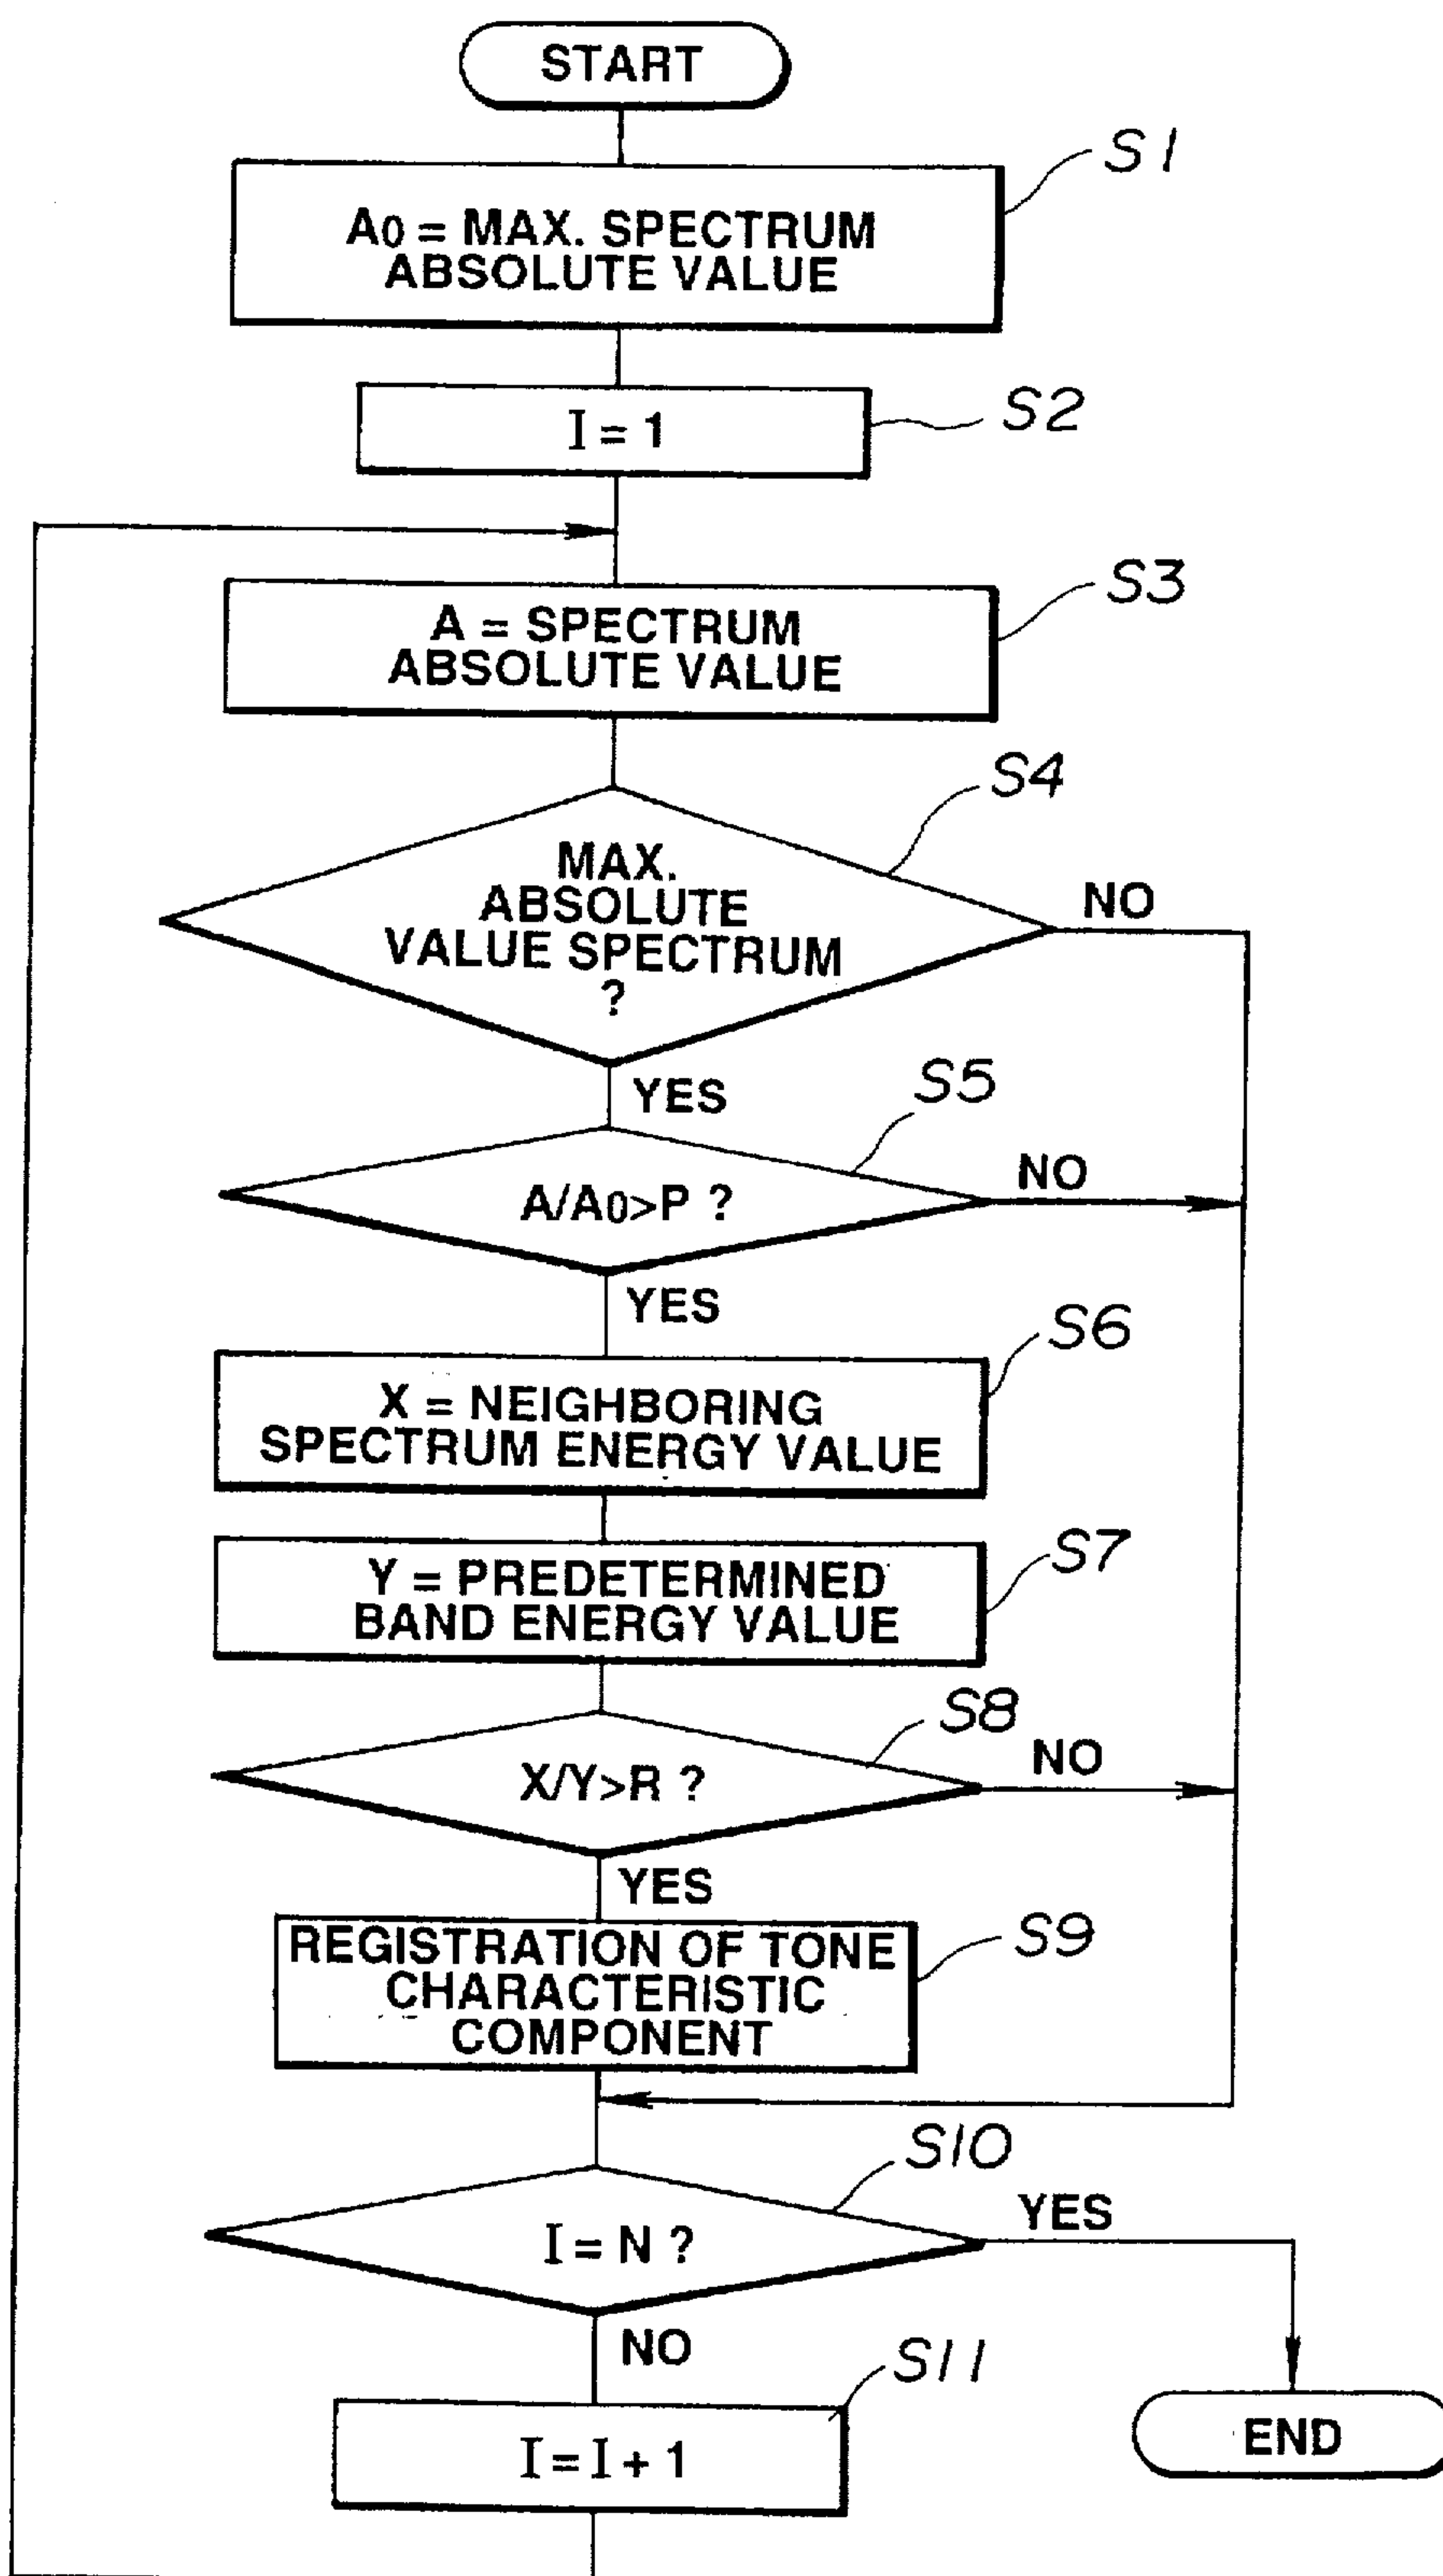 START
S1
A0 = MAX. SPECTRUM
ABSOLUTE VALUE
S2
I = 1
S3
A = SPECTRUM
ABSOLUTE VALUE
S4
MAX.
ABSOLUTE
VALUE SPECTRUM
?
NO
YES
S5
A/A0>P ?
NO
YES
S6
X = NEIGHBORING
SPECTRUM ENERGY VALUE
S7
Y = PREDETERMINED
BAND ENERGY VALUE
S8
X/Y>R ?
NO
YES
S9
REGISTRATION OF TONE
CHARACTERISTIC
COMPONENT
S10
I = N ?
YES
NO
S11
I = I + 1
END